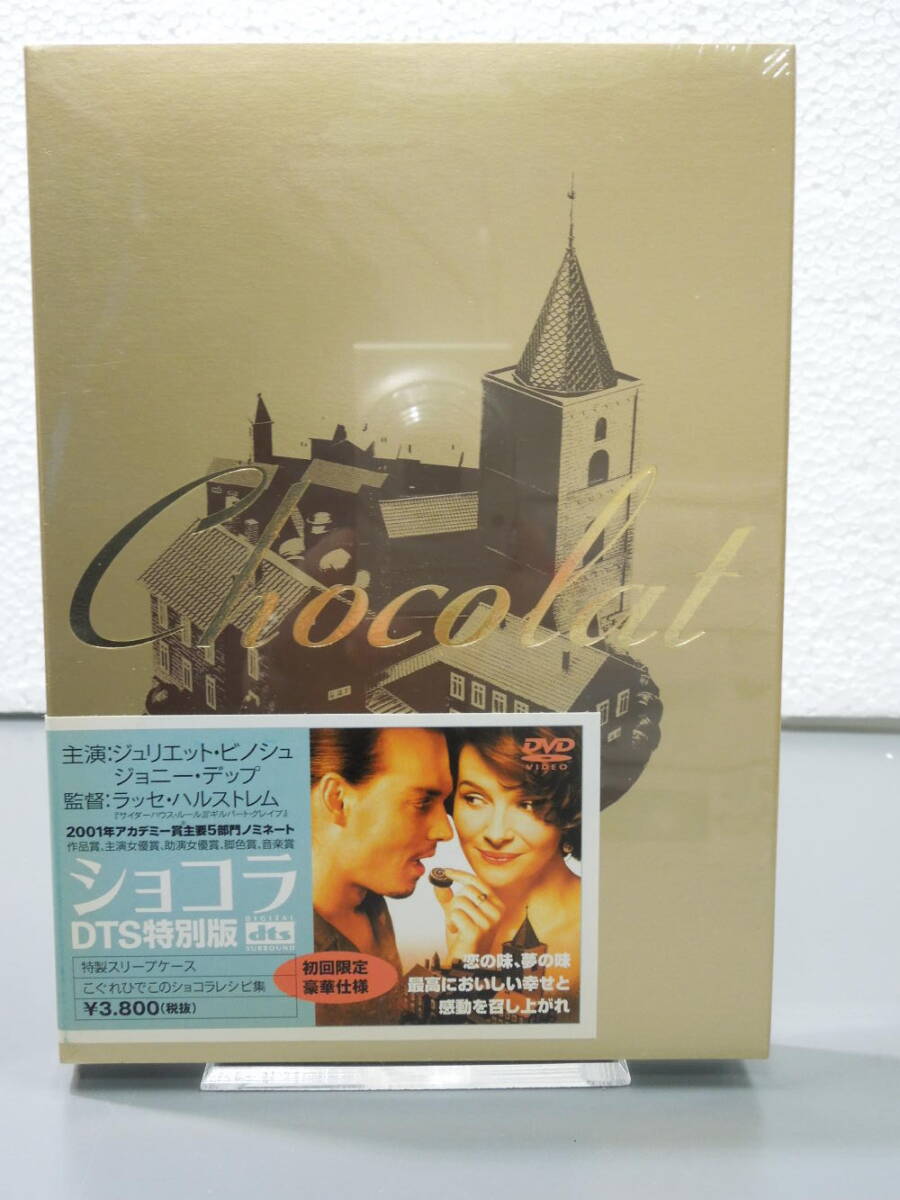 Chocolat
主演:ジュリエット・ビノシュ
ジョニー・デップ
監督:ラッセ・ハルストレム
『サイダーハウス・ルール』『ギルバート・グレイプ』
2001年アカデミー賞主要5部門ノミネート
作品賞、主演女優賞、助演女優賞、脚色賞、音楽賞
ショコラ
DTS特別版
DIGITAL
dts
SURROUND
特製スリーブケース
こぐれひでこのショコラレシピ集
¥3.800(税抜)
初回限定
豪華仕様
DVD
VIDEO
恋の味、夢の味
最高においしい幸せと
感動を召し上がれ